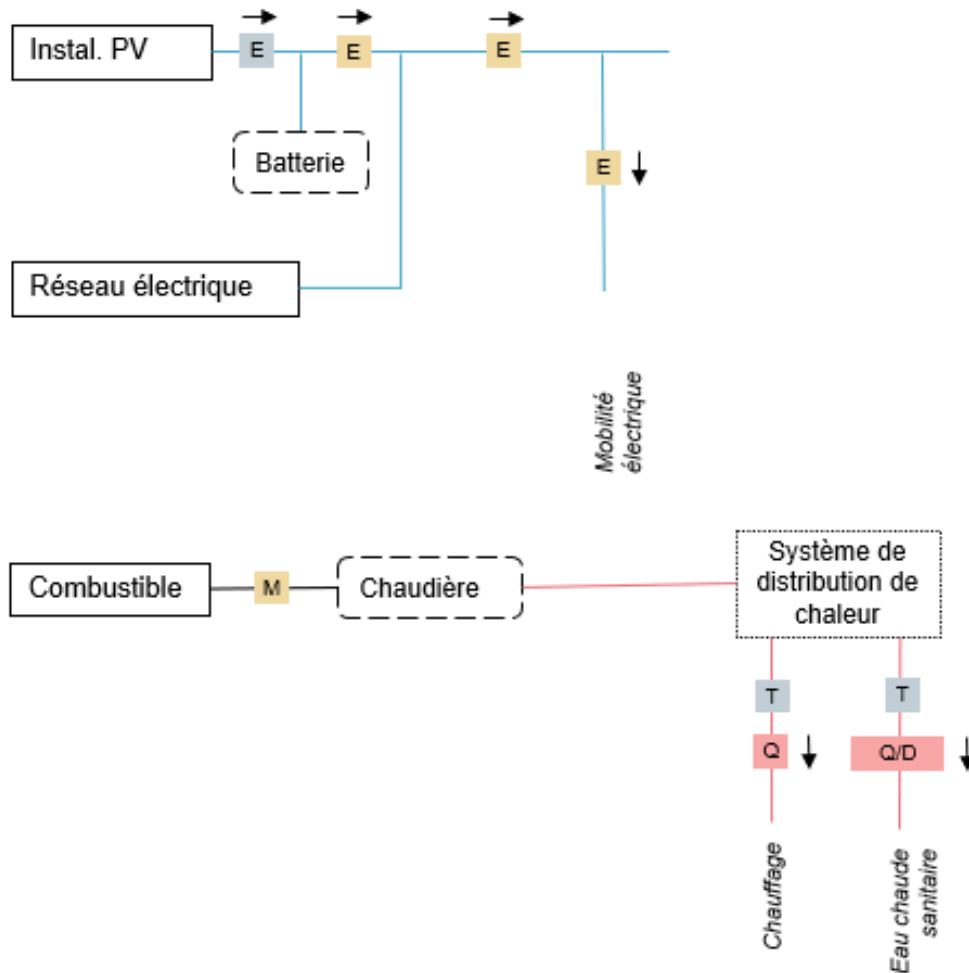 Instal. PV
E
E
E
Batterie
E
Réseau électrique
Mobilité
électrique
Combustible
M
Chaudière
Système de
distribution de
chaleur
T
T
Q
Q/D
Chauffage
Eau chaude
sanitaire